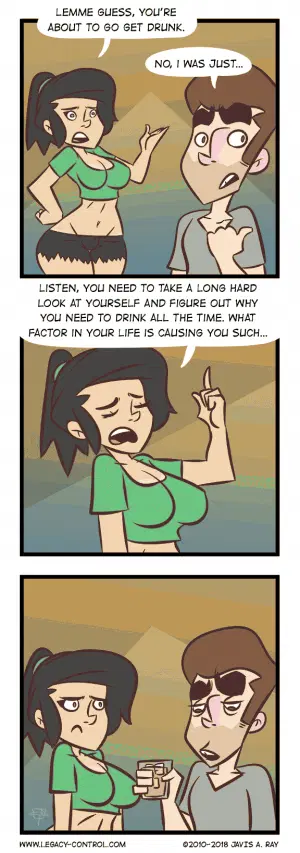 LEMME GUESS, YOU'RE
ABOUT TO GO GET DRUNK.
NO, I WAS JUST...
LISTEN, YOU NEED TO TAKE A LONG HARD
LOOK AT YOURSELF AND FIGURE OUT WHY
YOU NEED TO DRINK ALL THE TIME. WHAT
FACTOR IN YOUR LIFE IS CAUSING YOU SUCH...
WWW.LEGACY-CONTROL.COM
©2010-2018 JAVIS A. RAY